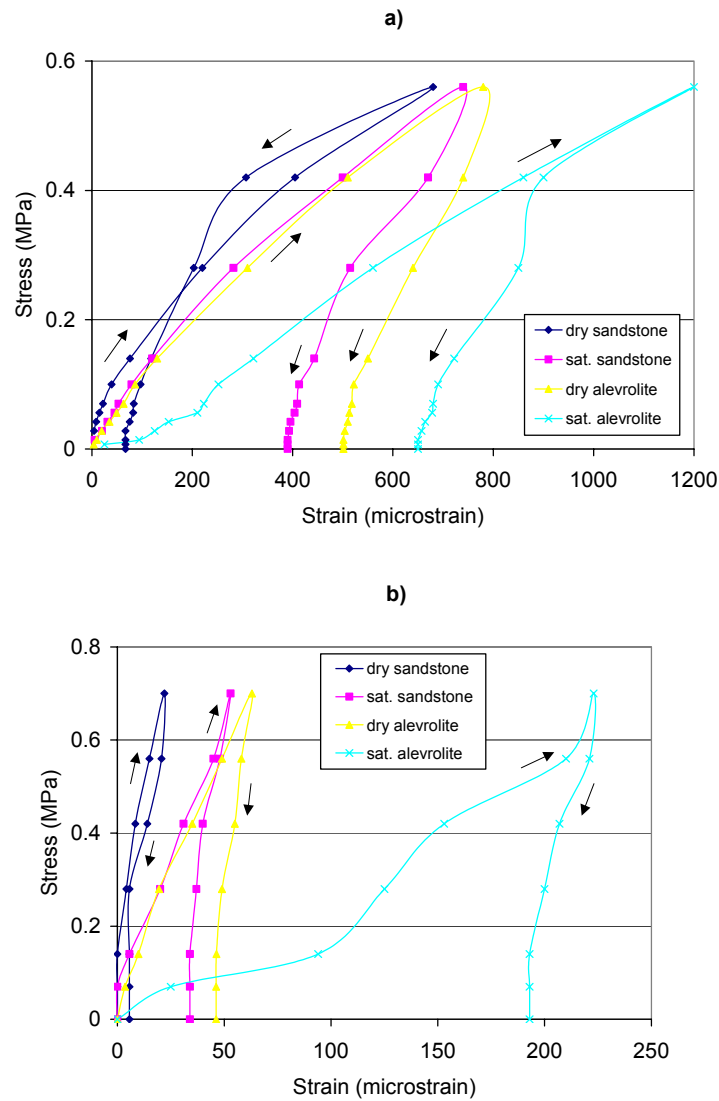 a)
0.6
0.4
0.2
0
Stress (MPa)
dry sandstone
sat. sandstone
dry alevrolite
sat. alevrolite
0 200 400 600 800 1000 1200
Strain (microstrain)
b)
0.8
0.6
0.4
0.2
0
Stress (MPa)
dry sandstone
sat. sandstone
dry alevrolite
sat. alevrolite
0 50 100 150 200 250
Strain (microstrain)